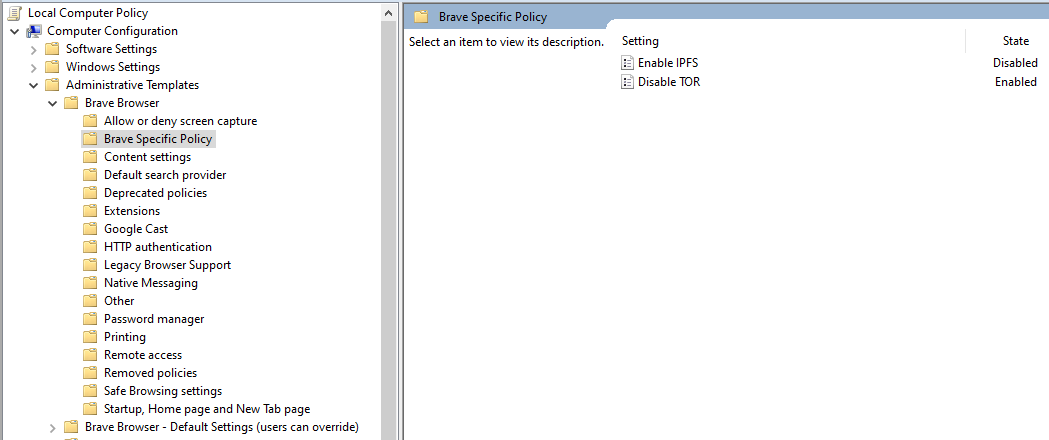 Local Computer Policy
Computer Configuration
Software Settings
Windows Settings
Administrative Templates
Brave Browser
Allow or deny screen capture
Brave Specific Policy
Content settings
Default search provider
Deprecated policies
Extensions
Google Cast
HTTP authentication
Legacy Browser Support
Native Messaging
Other
Password manager
Printing
Remote access
Removed policies
Safe Browsing settings
Startup, Home page and New Tab page
Brave Browser - Default Settings (users can override)
Brave Specific Policy
Select an item to view its description.
Setting State
Enable IPFS Disabled
Disable TOR Enabled